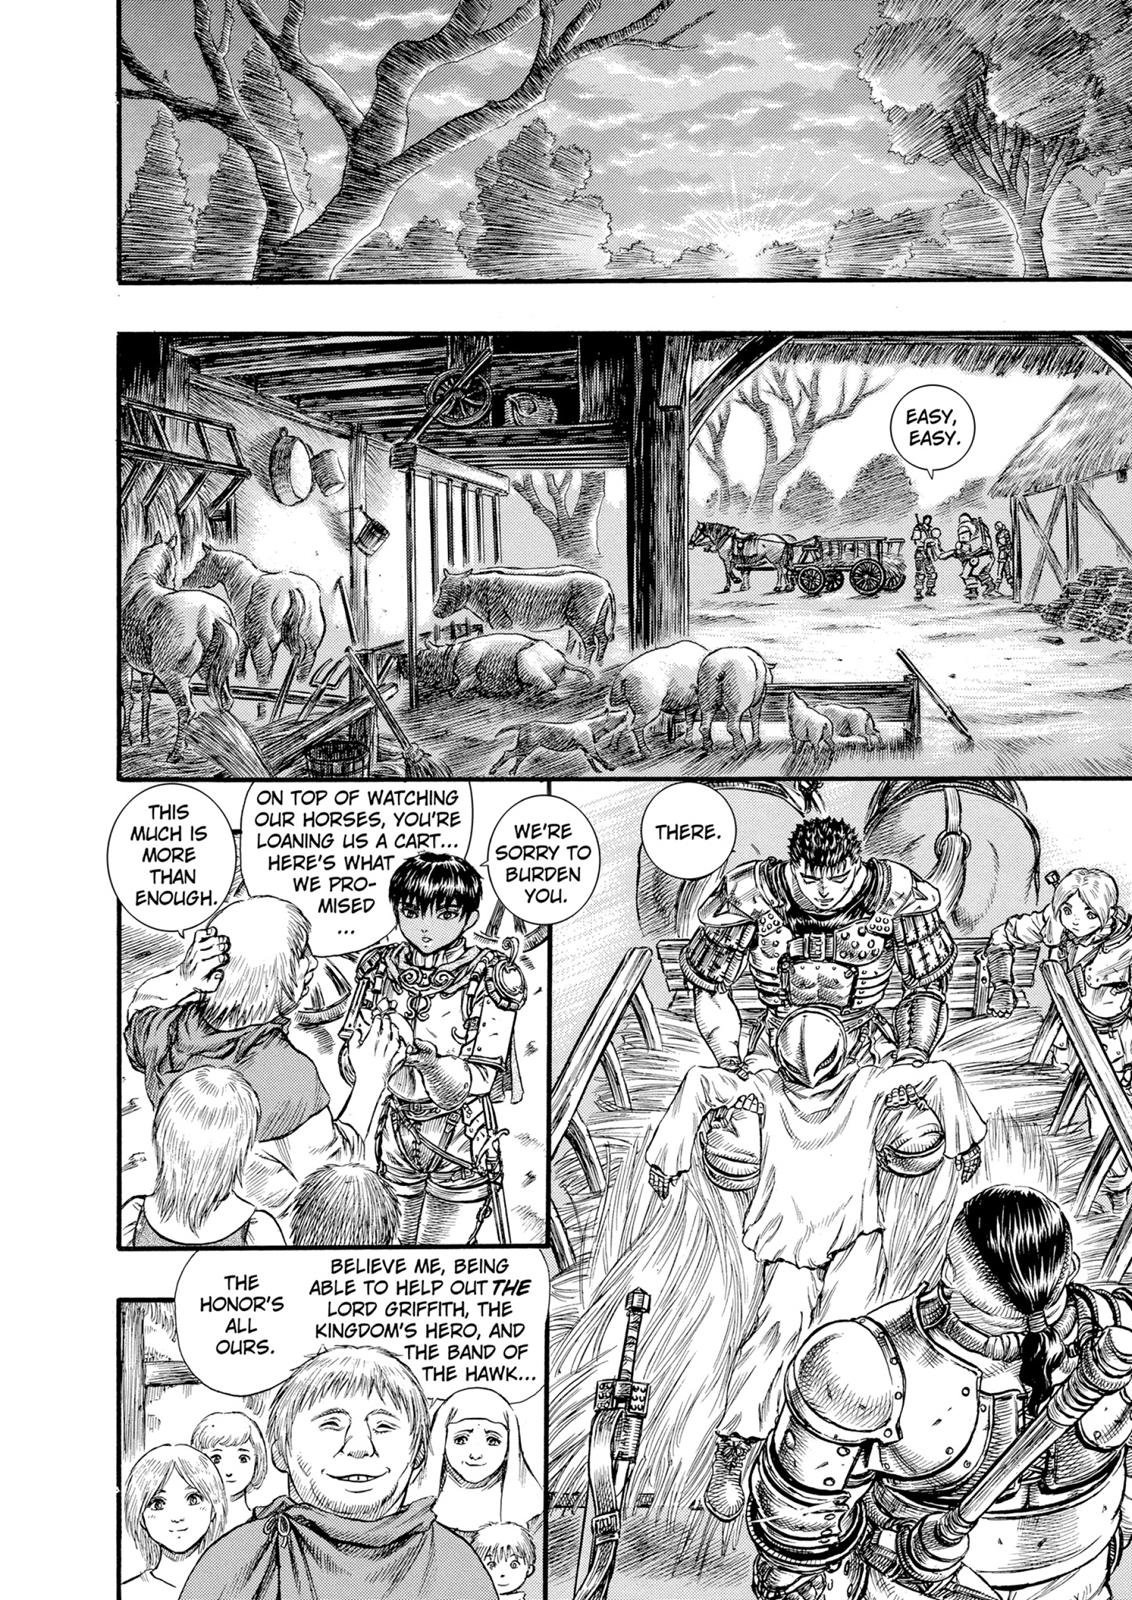 EASY,
EASY.
THERE.
WE'RE
SORRY TO
BURDEN
YOU.
ON TOP OF WATCHING
OUR HORSES, YOU'RE
LOANING US A CART...
HERE'S WHAT
WE PRO-
MISED
...
THIS
MUCH IS
MORE
THAN
ENOUGH.
BELIEVE ME, BEING
ABLE TO HELP OUT THE
LORD GRIFFITH, THE
KINGDOM'S HERO, AND
THE BAND OF
THE HAWK...
THE
HONOR'S
ALL
OURS.